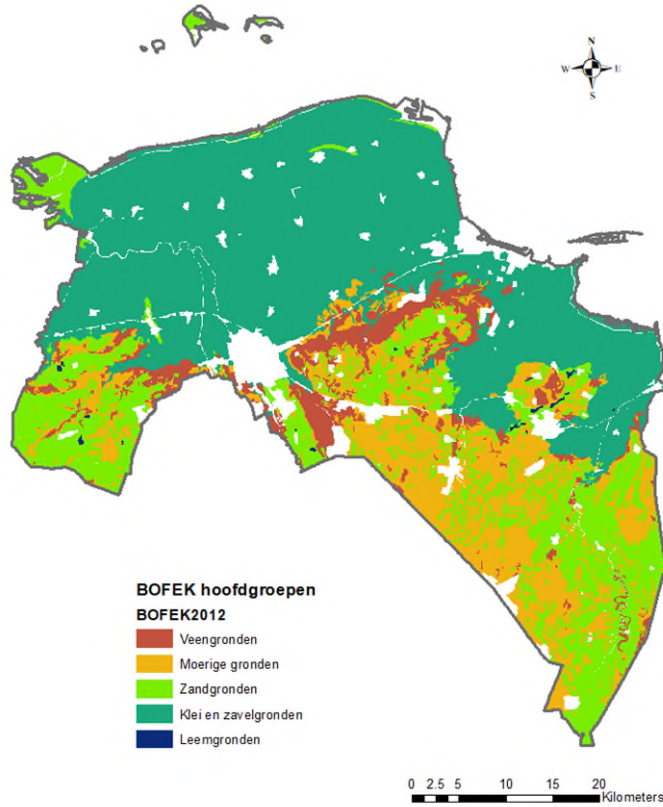 N
W E
S
BOFEK hoofdgroepen
BOFEK2012
Veengronden
Moerige gronden
Zandgronden
Klei en zavelgronden
Leemgronden
0 2.5 5 10 15 20
Kilometers